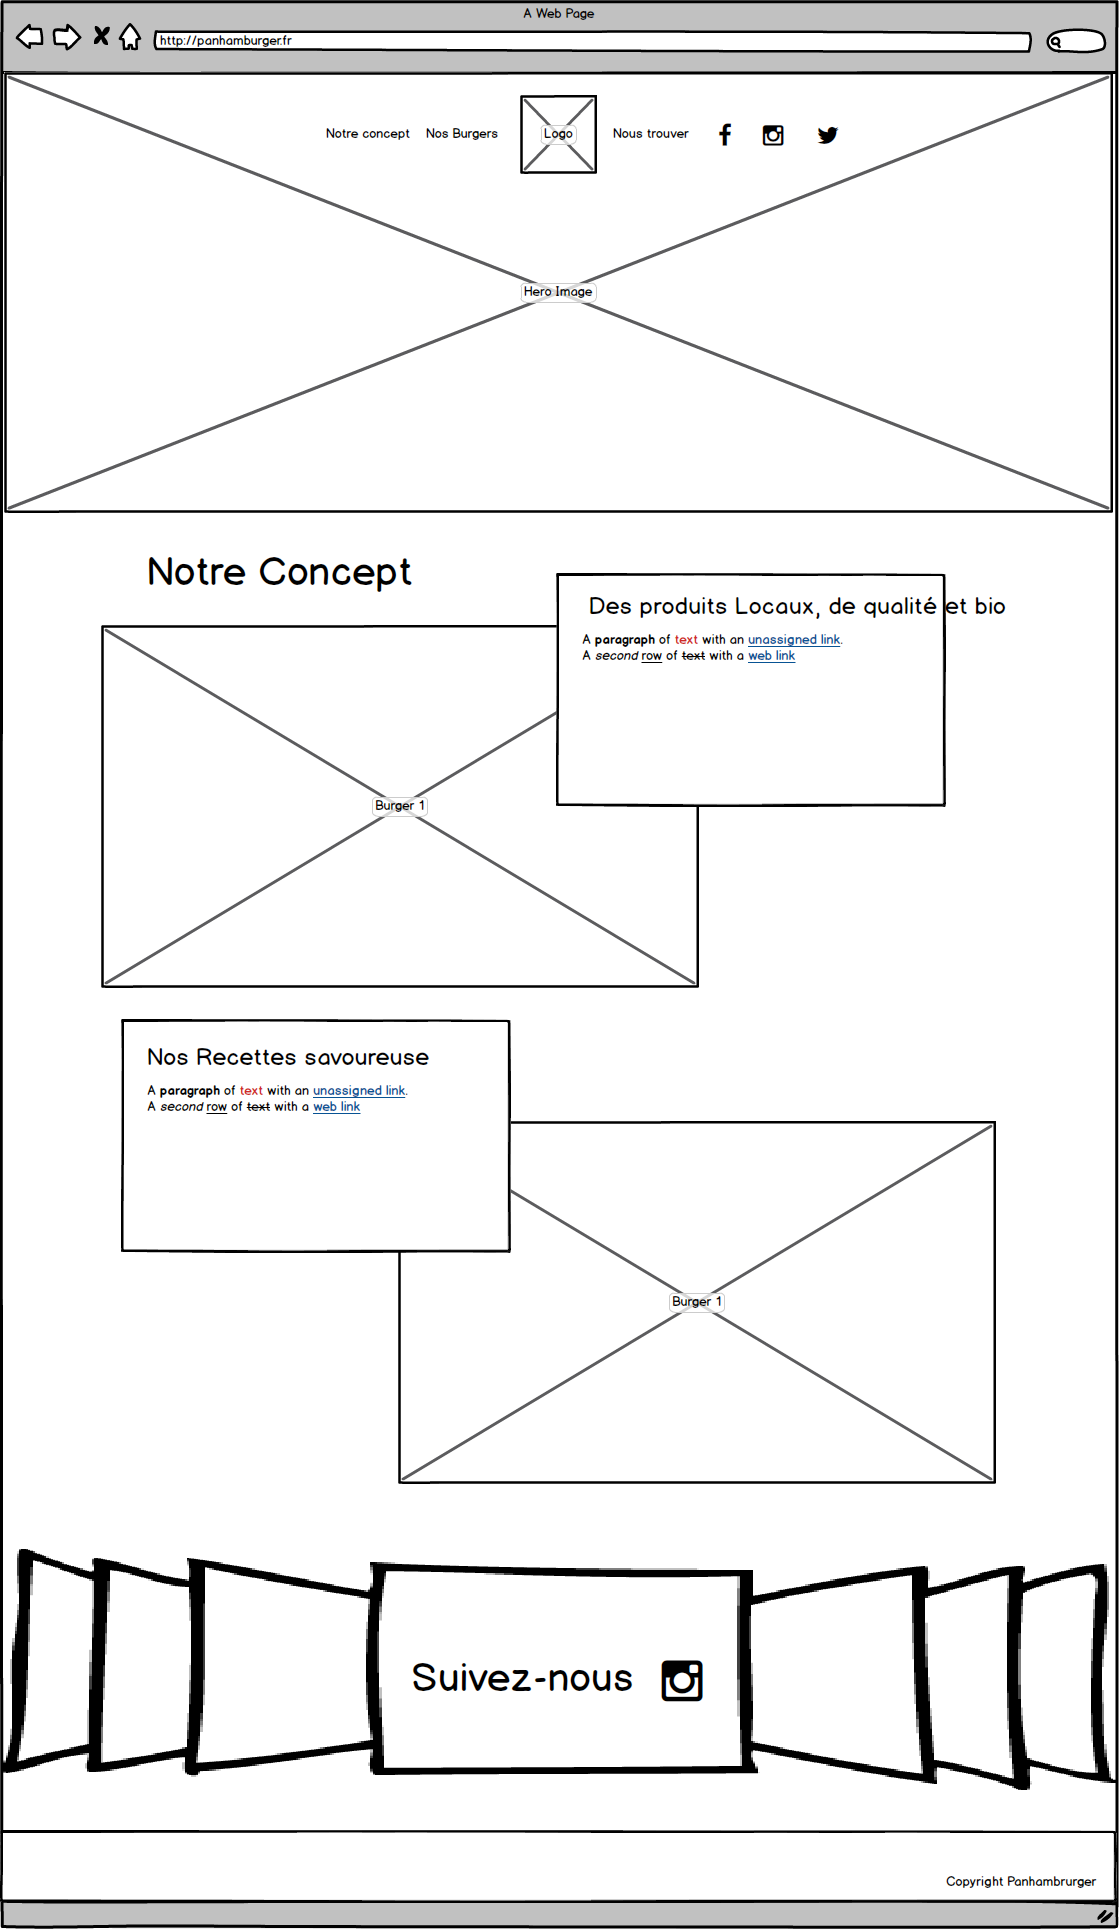 A Web Page
http://panhamburger.fr
Notre concept Nos Burgers Logo Nous trouver
Hero Image
Notre Concept
Des produits Locaux, de qualité et bio
A paragraph of text with an unassigned link.
A second row of text with a web link
Burger 1
Nos Recettes savoureuse
A paragraph of text with an unassigned link.
A second row of text with a web link
Burger 1
Suivez-nous
Copyright Panhambrurger